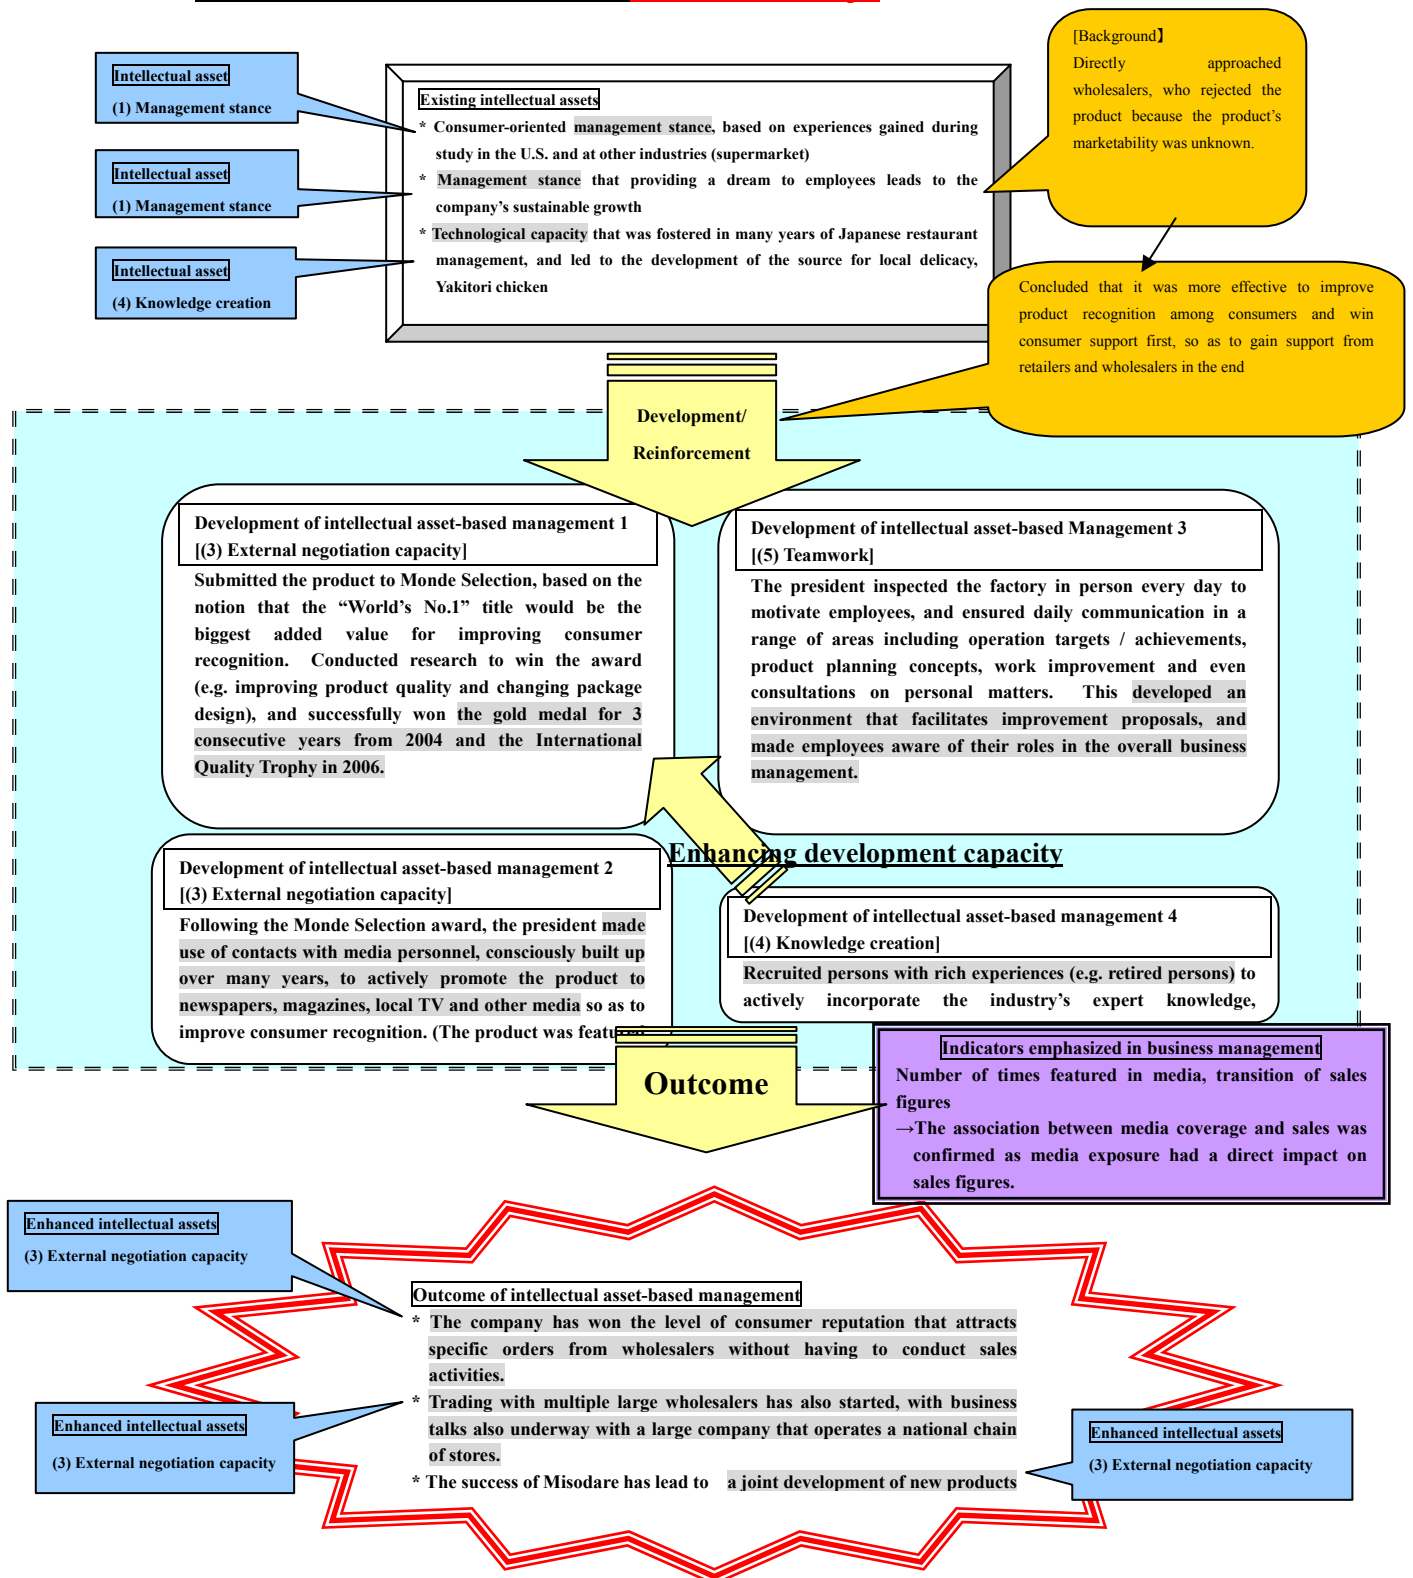 [Background】
Directly approached
wholesalers, who rejected the
product because the product’s
marketability was unknown.
Intellectual asset
(1) Management stance
Intellectual asset
(1) Management stance
Intellectual asset
(4) Knowledge creation
Existing intellectual assets
* Consumer-oriented management stance, based on experiences gained during
study in the U.S. and at other industries (supermarket)
* Management stance that providing a dream to employees leads to the
company’s sustainable growth
* Technological capacity that was fostered in many years of Japanese restaurant
management, and led to the development of the source for local delicacy,
Yakitori chicken
Concluded that it was more effective to improve
product recognition among consumers and win
consumer support first, so as to gain support from
retailers and wholesalers in the end
Development/
Reinforcement
Development of intellectual asset-based management 1
[(3) External negotiation capacity]
Submitted the product to Monde Selection, based on the
notion that the “World’s No.1” title would be the
biggest added value for improving consumer
recognition. Conducted research to win the award
(e.g. improving product quality and changing package
design), and successfully won the gold medal for 3
consecutive years from 2004 and the International
Quality Trophy in 2006.
Development of intellectual asset-based Management 3
[(5) Teamwork]
The president inspected the factory in person every day to
motivate employees, and ensured daily communication in a
range of areas including operation targets / achievements,
product planning concepts, work improvement and even
consultations on personal matters. This developed an
environment that facilitates improvement proposals, and
made employees aware of their roles in the overall business
management.
Enhancing development capacity
Development of intellectual asset-based management 2
[(3) External negotiation capacity]
Following the Monde Selection award, the president made
use of contacts with media personnel, consciously built up
over many years, to actively promote the product to
newspapers, magazines, local TV and other media so as to
improve consumer recognition. (The product was featured
Development of intellectual asset-based management 4
[(4) Knowledge creation]
Recruited persons with rich experiences (e.g. retired persons) to
actively incorporate the industry’s expert knowledge,
Outcome
Indicators emphasized in business management
Number of times featured in media, transition of sales
figures
→The association between media coverage and sales was
confirmed as media exposure had a direct impact on
sales figures.
Enhanced intellectual assets
(3) External negotiation capacity
Enhanced intellectual assets
(3) External negotiation capacity
Outcome of intellectual asset-based management
* The company has won the level of consumer reputation that attracts
specific orders from wholesalers without having to conduct sales
activities.
* Trading with multiple large wholesalers has also started, with business
talks also underway with a large company that operates a national chain
of stores.
* The success of Misodare has lead to a joint development of new products
Enhanced intellectual assets
(3) External negotiation capacity